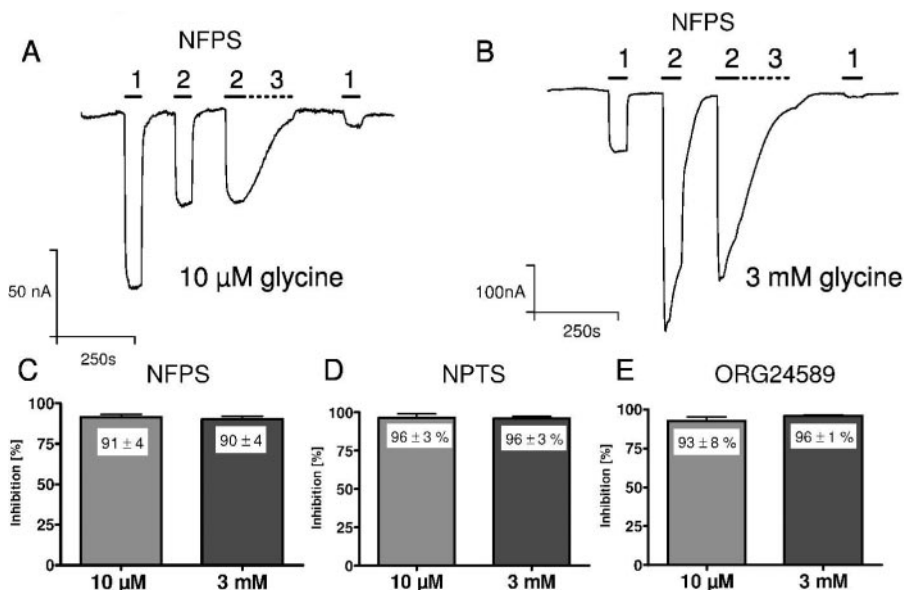 A
NFPS
1 2 2 3 1
50 nA
250s
10 µM glycine
B
NFPS
1 2 2 3 1
100nA
250s
3 mM glycine
C
NFPS
Inhibition [%]
100
75
50
25
0
91 ± 4
90 ± 4
10 µM 3 mM
D
NPTS
Inhibition [%]
100
75
50
25
0
96 ± 3 %
96 ± 3 %
10 µM 3 mM
E
ORG24589
Inhibition [%]
100
75
50
25
0
93 ± 8 %
96 ± 1 %
10 µM 3 mM